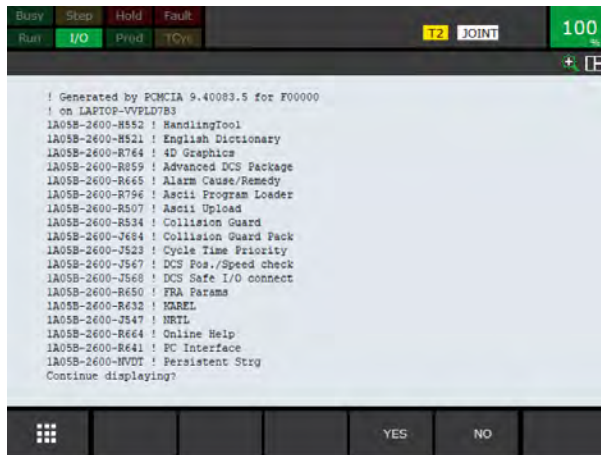 Busy Step Hold Fault
Run I/O Prod TCyc
T2 JOINT
100
%
! Generated by PCMCIA 9.40083.5 for F00000
! on LAPTOP-VVPLD7B3
1A05B-2600-H552 ! HandlingTool
1A05B-2600-H521 ! English Dictionary
1A05B-2600-R764 ! 4D Graphics
1A05B-2600-R859 ! Advanced DCS Package
1A05B-2600-R665 ! Alarm Cause/Remedy
1A05B-2600-R796 ! Ascii Program Loader
1A05B-2600-R507 ! Ascii Upload
1A05B-2600-R534 ! Collision Guard
1A05B-2600-J684 ! Collision Guard Pack
1A05B-2600-J523 ! Cycle Time Priority
1A05B-2600-J567 ! DCS Pos./Speed check
1A05B-2600-J568 ! DCS Safe I/O connect
1A05B-2600-R650 ! FRA Params
1A05B-2600-R632 ! KAREL
1A05B-2600-J547 ! NRTL
1A05B-2600-R664 ! Online Help
1A05B-2600-R641 ! PC Interface
1A05B-2600-NVDT ! Persistent Strg
Continue displaying?
YES NO